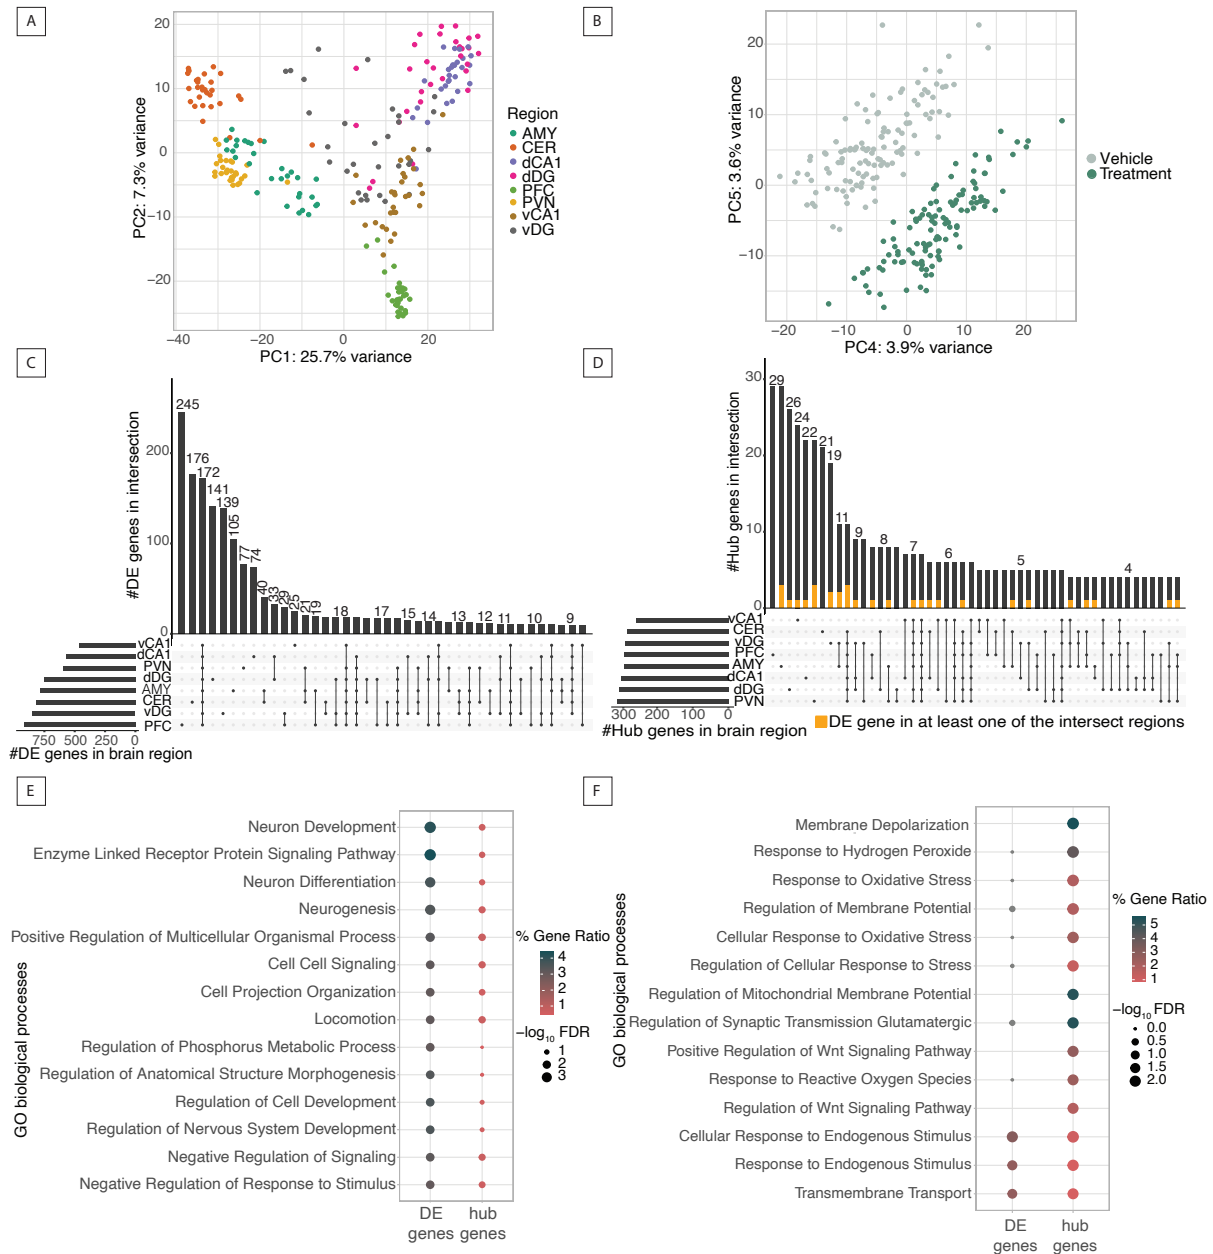 A
20
10
0
−10
−20
PC2: 7.3% variance
−40
−20
0
20
PC1: 25.7% variance
Region
AMY
CER
dCA1
dDG
PFC
PVN
vCA1
vDG
B
20
10
0
−10
PC5: 3.6% variance
−20
−10
0
10
20
PC4: 3.9% variance
Vehicle
Treatment
C
#DE genes in intersection
200
100
0
245
176
172
141
139
105
77
74
40
33
29
25
21
19
18
17
15
14
13
12
11
10
9
vCA1
dCA1
PVN
dDG
AMY
CER
vDG
PFC
750
500
250
0
#DE genes in brain region
D
#Hub genes in intersection
30
20
10
0
29
26
24
22
21
19
11
9
8
7
6
5
4
vCA1
CER
vDG
PFC
AMY
dCA1
dDG
PVN
300
200
100
0
#Hub genes in brain region
DE gene in at least one of the intersect regions
E
GO biological processes
Neuron Development
Enzyme Linked Receptor Protein Signaling Pathway
Neuron Differentiation
Neurogenesis
Positive Regulation of Multicellular Organismal Process
Cell Cell Signaling
Cell Projection Organization
Locomotion
Regulation of Phosphorus Metabolic Process
Regulation of Anatomical Structure Morphogenesis
Regulation of Cell Development
Regulation of Nervous System Development
Negative Regulation of Signaling
Negative Regulation of Response to Stimulus
DE genes
hub genes
% Gene Ratio
4
3
2
1
−log10 FDR
1
2
3
F
GO biological processes
Membrane Depolarization
Response to Hydrogen Peroxide
Response to Oxidative Stress
Regulation of Membrane Potential
Cellular Response to Oxidative Stress
Regulation of Cellular Response to Stress
Regulation of Mitochondrial Membrane Potential
Regulation of Synaptic Transmission Glutamatergic
Positive Regulation of Wnt Signaling Pathway
Response to Reactive Oxygen Species
Regulation of Wnt Signaling Pathway
Cellular Response to Endogenous Stimulus
Response to Endogenous Stimulus
Transmembrane Transport
DE genes
hub genes
% Gene Ratio
5
4
3
2
1
−log10 FDR
0.0
0.5
1.0
1.5
2.0